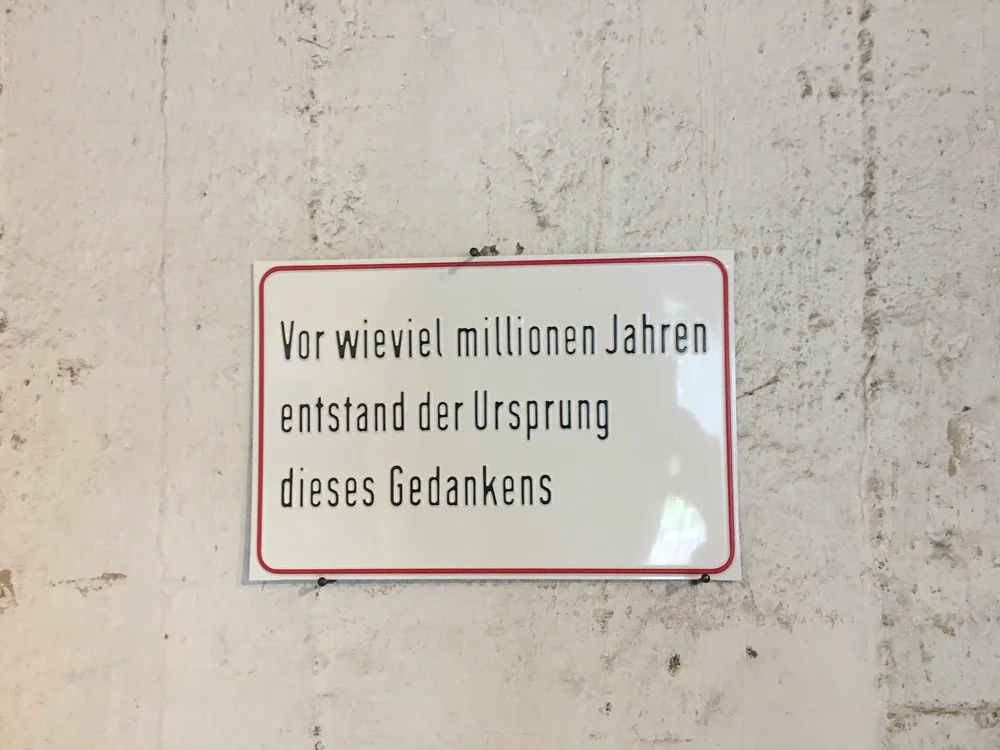 Vor wieviel millionen Jahren
entstand der Ursprung
dieses Gedankens